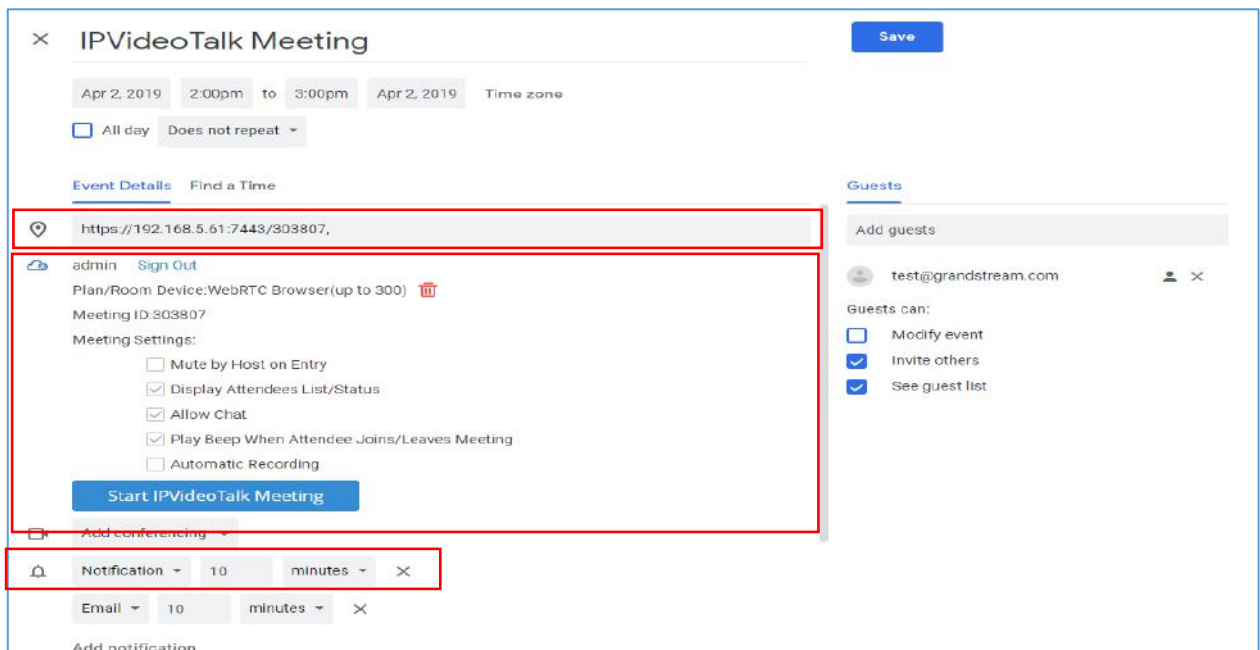 IPVideoTalk Meeting
Save
Apr 2, 2019 2:00pm to 3:00pm Apr 2, 2019 Time zone
All day Does not repeat
Event Details Find a Time
Guests
https://192.168.5.61:7443/303807,
Add guests
admin Sign Out
test@grandstream.com
Plan/Room Device:WebRTC Browser(up to 300)
Guests can:
Meeting ID:303807
Modify event
Meeting Settings:
Invite others
Mute by Host on Entry
See guest list
Display Attendees List/Status
Allow Chat
Play Beep When Attendee Joins/Leaves Meeting
Automatic Recording
Start IPVideoTalk Meeting
Add conferencing
Notification 10 minutes
Email 10 minutes
Add notification